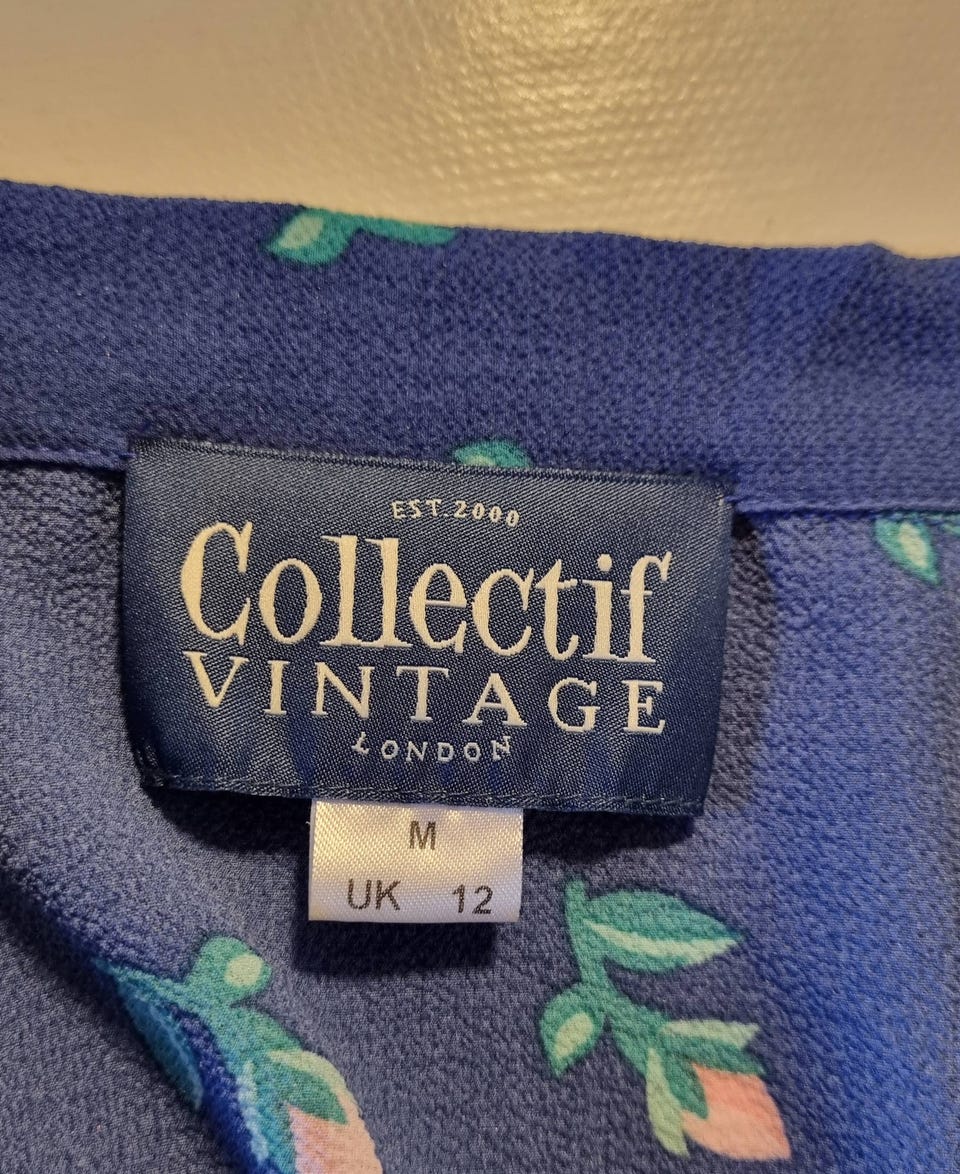 EST.2000
Collectif
VINTAGE
LONDON
M
UK 12